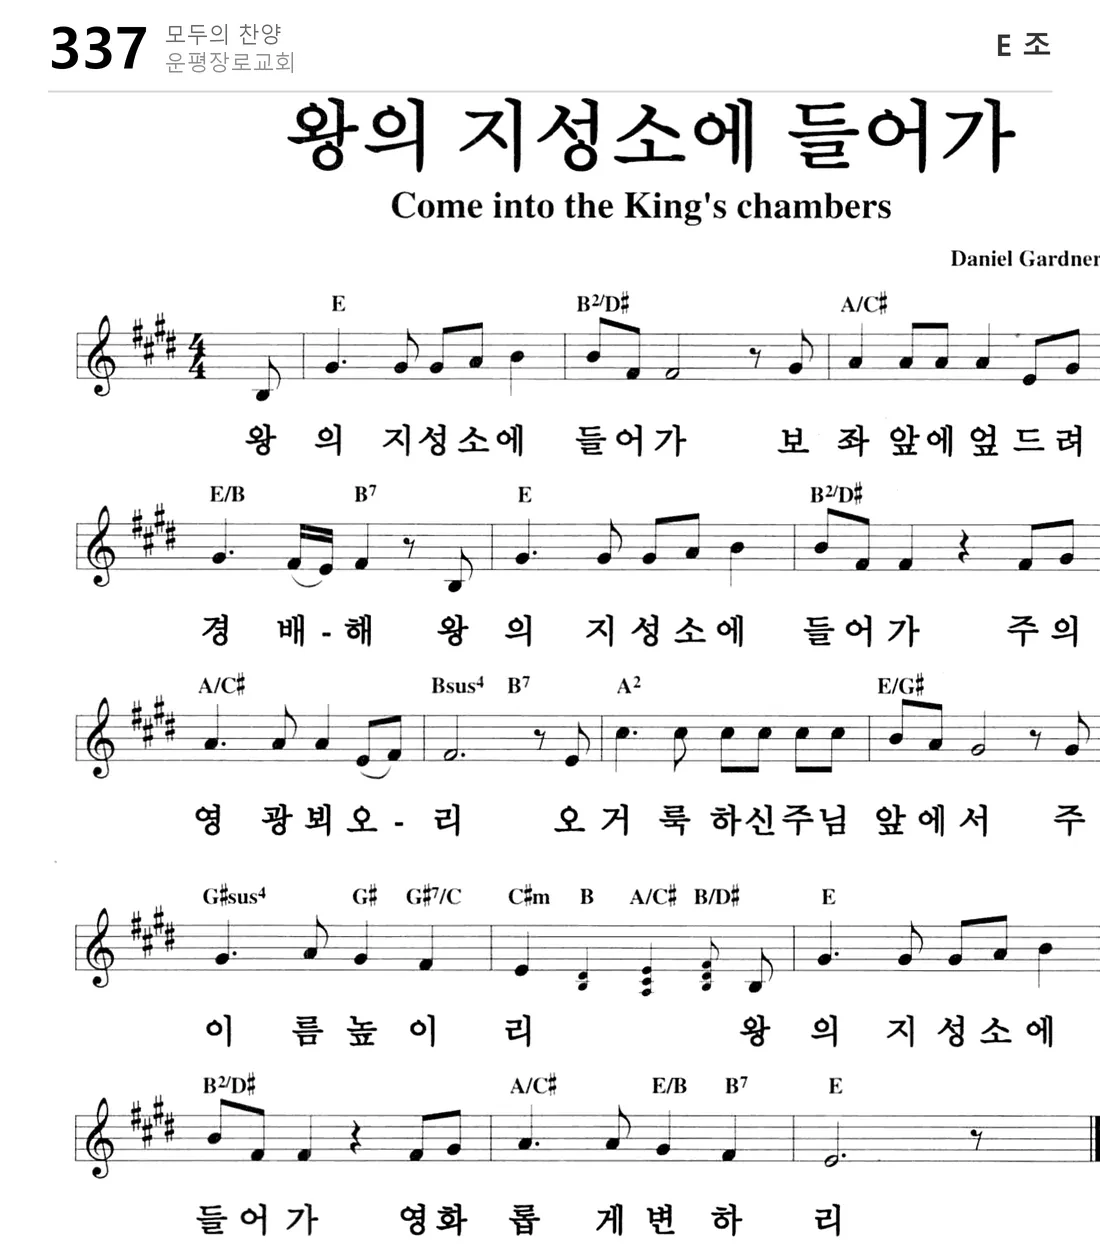 337 모두의 찬양 E 조
운평장로교회
왕의 지성소에 들어가
Come into the King's chambers
Daniel Gardner
E B2/D♯ A/C♯
왕 의 지성소에 들어가 보 좌 앞에엎드려
E/B B7 E B2/D♯
경 배-해 왕 의 지성소에 들어가 주의
A/C♯ Bsus4 B7 A2 E/G♯
영 광뵈오- 리 오거 룩 하신주님 앞에서 주
G♯sus4 G♯ G♯7/C C♯m B A/C♯ B/D♯ E
이 름높 이 리 왕 의 지성소에
B2/D♯ A/C♯ E/B B7 E
들어가 영화 롭 게변 하 리